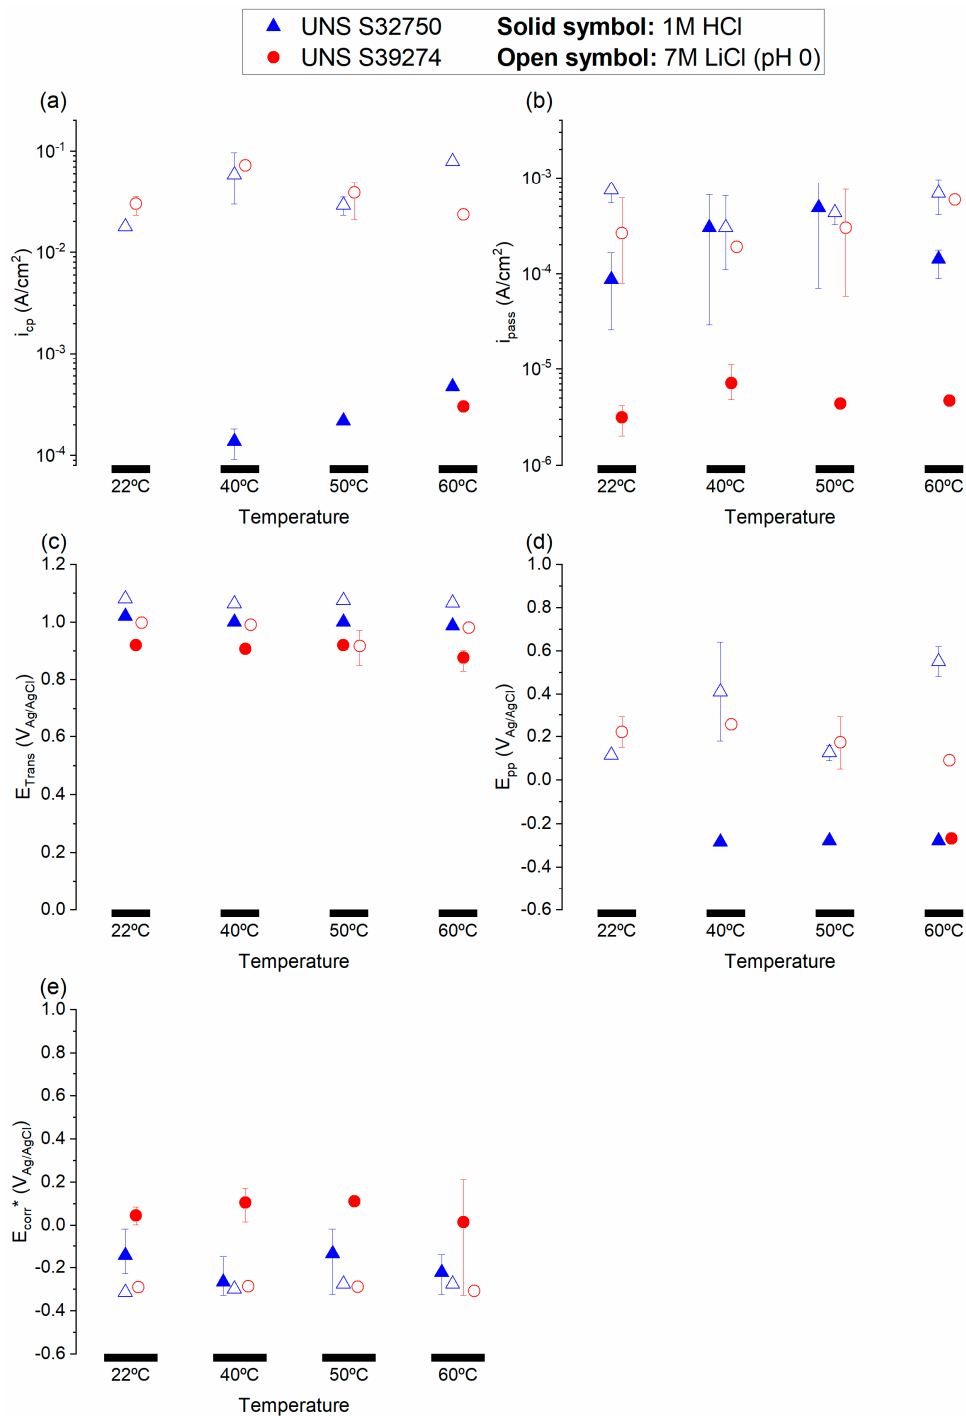 UNS S32750 Solid symbol: 1M HCl
UNS S39274 Open symbol: 7M LiCl (pH 0)
(a)
10⁻¹
10⁻²
10⁻³
10⁻⁴
i_cp (A/cm²)
22ºC 40ºC 50ºC 60ºC
Temperature
(b)
10⁻³
10⁻⁴
10⁻⁵
10⁻⁶
i_pass (A/cm²)
22ºC 40ºC 50ºC 60ºC
Temperature
(c)
1.2
1.0
0.8
0.6
0.4
0.2
0.0
E_Trans (V_Ag/AgCl)
22ºC 40ºC 50ºC 60ºC
Temperature
(d)
1.0
0.8
0.6
0.4
0.2
0.0
-0.2
-0.4
-0.6
E_pp (V_Ag/AgCl)
22ºC 40ºC 50ºC 60ºC
Temperature
(e)
1.0
0.8
0.6
0.4
0.2
0.0
-0.2
-0.4
-0.6
E_corr* (V_Ag/AgCl)
22ºC 40ºC 50ºC 60ºC
Temperature